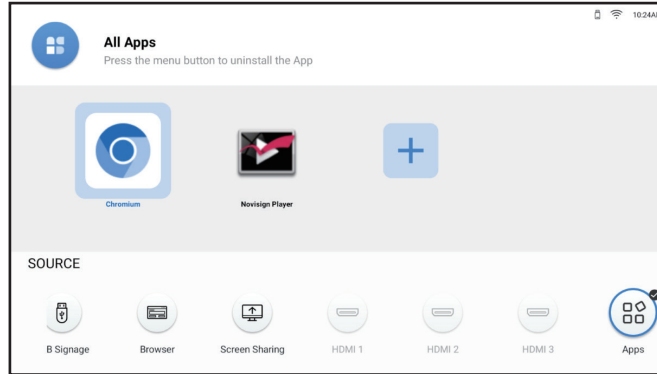 10:24A
All Apps
Press the menu button to uninstall the App
Chromium
Novisign Player
SOURCE
B Signage
Browser
Screen Sharing
HDMI 1
HDMI 2
HDMI 3
Apps